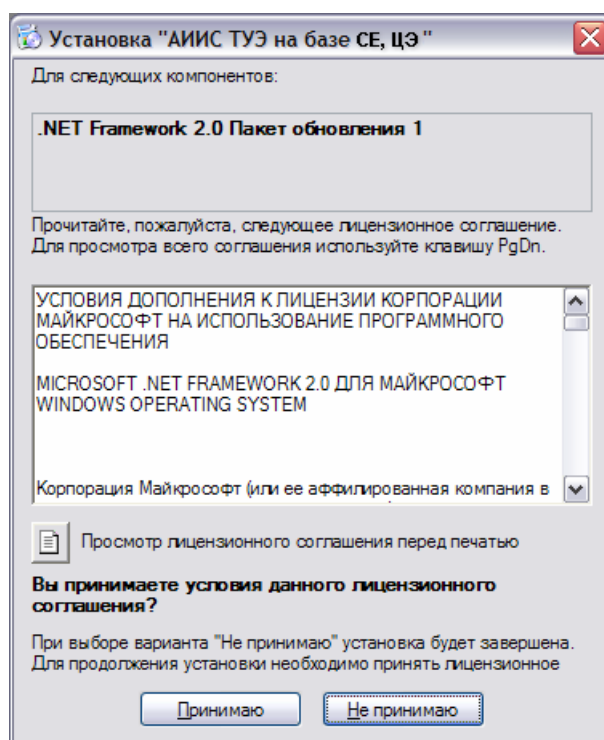 Установка "АИИС ТУЭ на базе СЕ, ЦЭ "
Для следующих компонентов:
.NET Framework 2.0 Пакет обновления 1
Прочитайте, пожалуйста, следующее лицензионное соглашение.
Для просмотра всего соглашения используйте клавишу PgDn.
УСЛОВИЯ ДОПОЛНЕНИЯ К ЛИЦЕНЗИИ КОРПОРАЦИИ
МАЙКРОСОФТ НА ИСПОЛЬЗОВАНИЕ ПРОГРАММНОГО
ОБЕСПЕЧЕНИЯ
MICROSOFT .NET FRAMEWORK 2.0 ДЛЯ МАЙКРОСОФТ
WINDOWS OPERATING SYSTEM
Корпорация Майкрософт (или ее аффилированная компания в
Просмотр лицензионного соглашения перед печатью
Вы принимаете условия данного лицензионного
соглашения?
При выборе варианта "Не принимаю" установка будет завершена.
Для продолжения установки необходимо принять лицензионное
Принимаю
Не принимаю